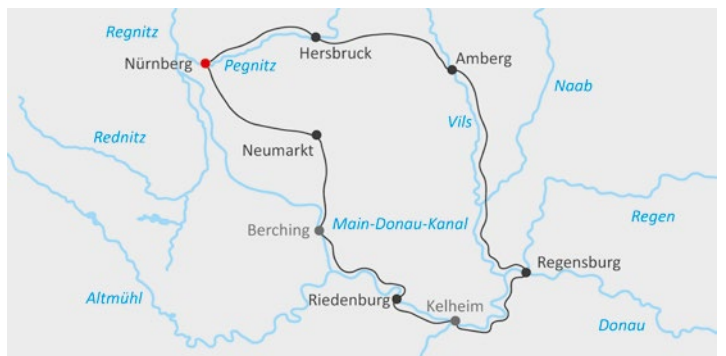 Regnitz
Hersbruck
Nürnberg
Pegnitz
Amberg
Naab
Rednitz
Vils
Neumarkt
Berching
Main-Donau-Kanal
Regen
Regensburg
Altmühl
Riedenburg
Kelheim
Donau